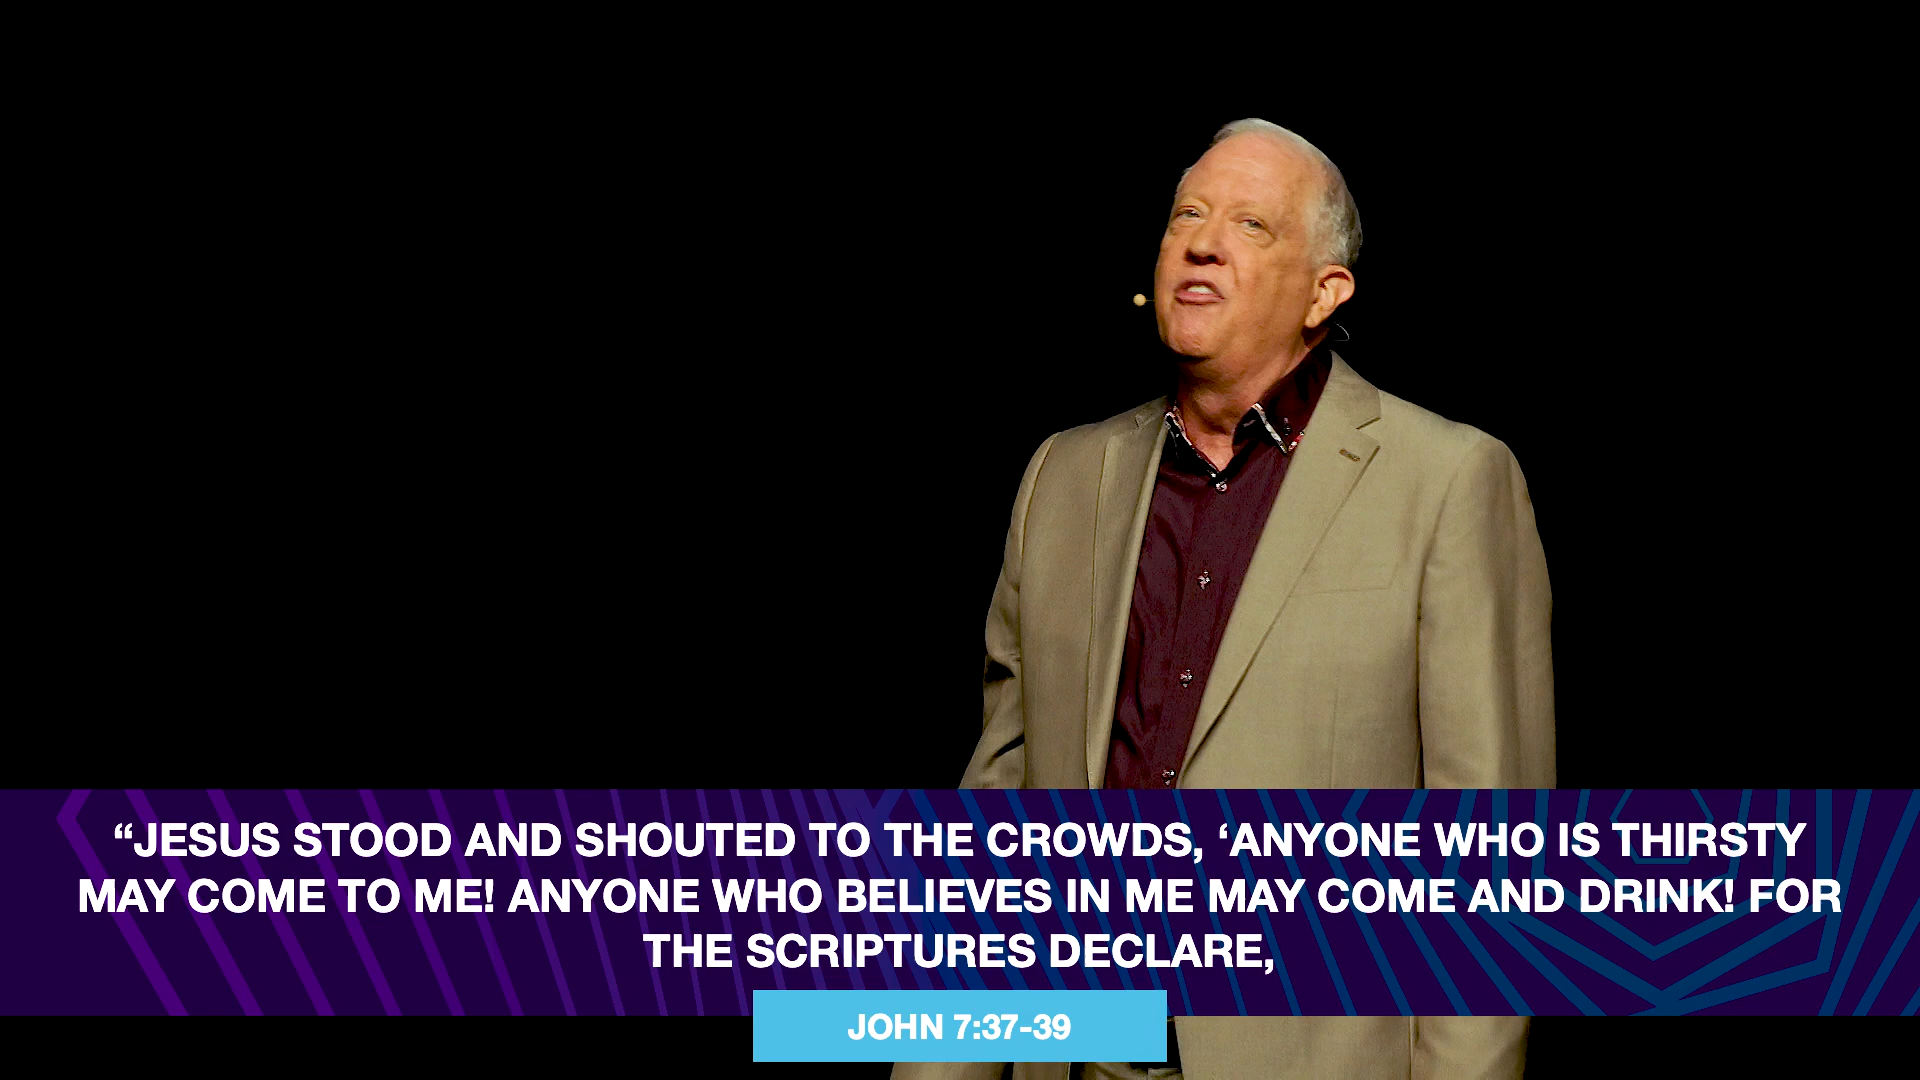 “JESUS STOOD AND SHOUTED TO THE CROWDS, ‘ANYONE WHO IS THIRSTY
MAY COME TO ME! ANYONE WHO BELIEVES IN ME MAY COME AND DRINK! FOR
THE SCRIPTURES DECLARE,
JOHN 7:37-39